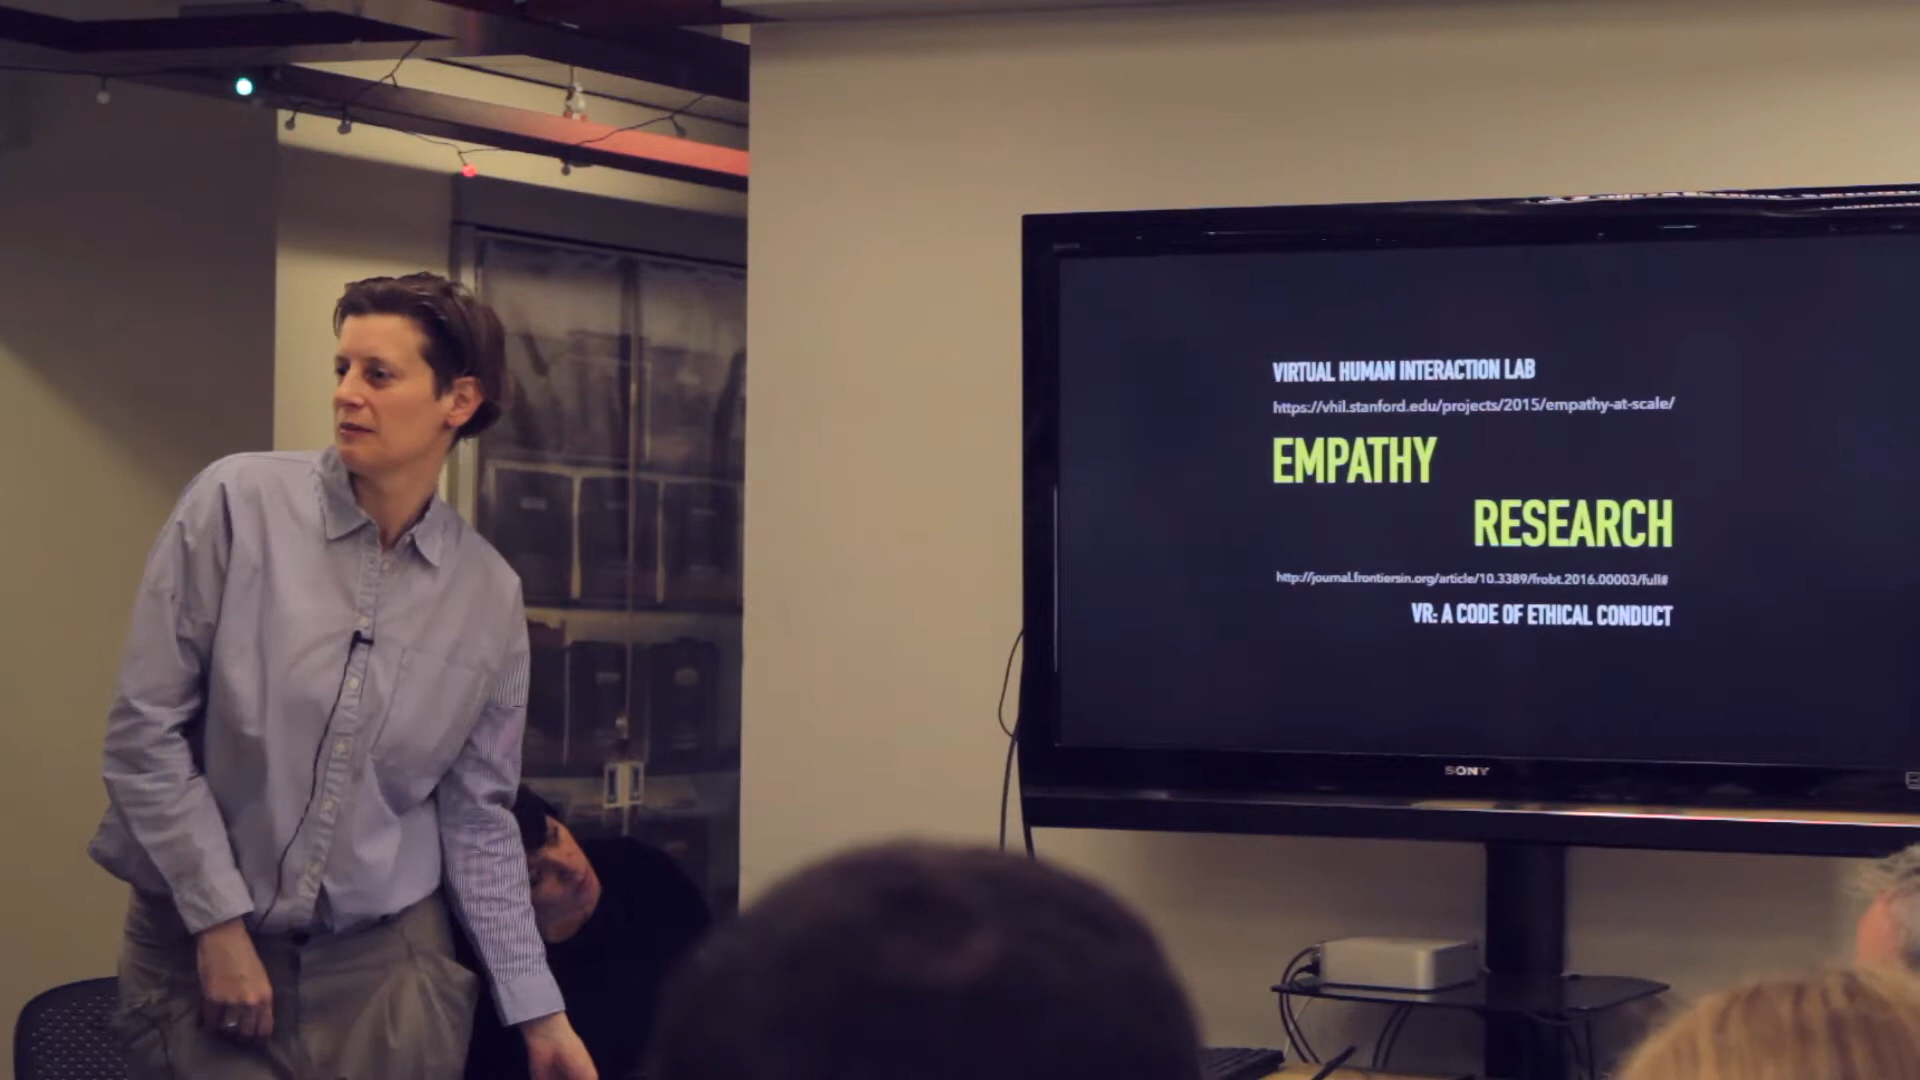 VIRTUAL HUMAN INTERACTION LAB
https://vhil.stanford.edu/projects/2015/empathy-at-scale/
EMPATHY
RESEARCH
http://journal.frontiersin.org/article/10.3389/frobt.2016.00003/full#
VR: A CODE OF ETHICAL CONDUCT
SONY